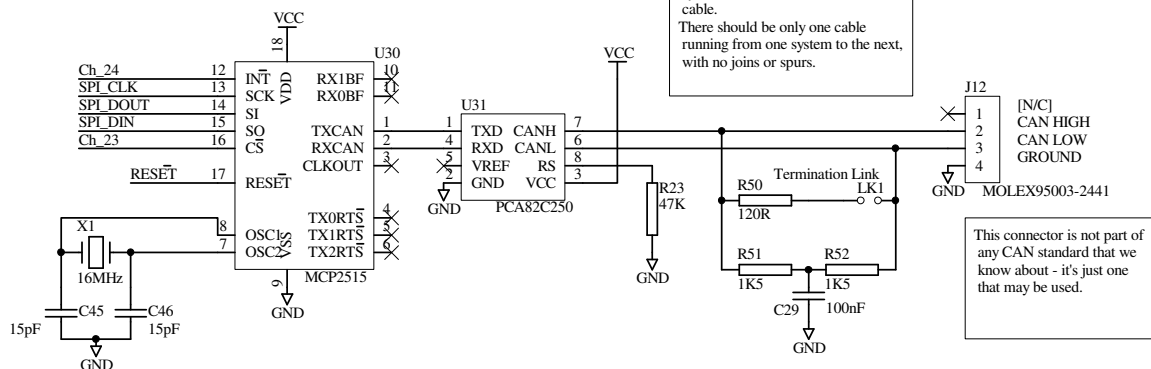 cable.
There should be only one cable
running from one system to the next,
with no joins or spurs.
VCC
18
VDD
U30
Ch_24
12
INT
SPI_CLK
13
SCK
SPI_DOUT
14
SI
SPI_DIN
15
SO
Ch_23
16
CS
RESET
17
RESET
8
OSC1
7
OSC2
VSS
9
GND
MCP2515
RX1BF
10
RX0BF
11
TXCAN
1
RXCAN
2
CLKOUT
3
TX0RTS
4
TX1RTS
5
TX2RTS
6
X1
16MHz
C45
15pF
C46
15pF
GND
U31
1
TXD
4
RXD
5
VREF
2
GND
GND
CANH
7
CANL
6
RS
8
VCC
3
PCA82C250
VCC
R23
47K
GND
Termination Link
R50
120R
LK1
R51
1K5
R52
1K5
C29
100nF
GND
J12
1
2
3
4
GND
[N/C]
CAN HIGH
CAN LOW
GROUND
MOLEX95003-2441
This connector is not part of
any CAN standard that we
know about - it's just one
that may be used.